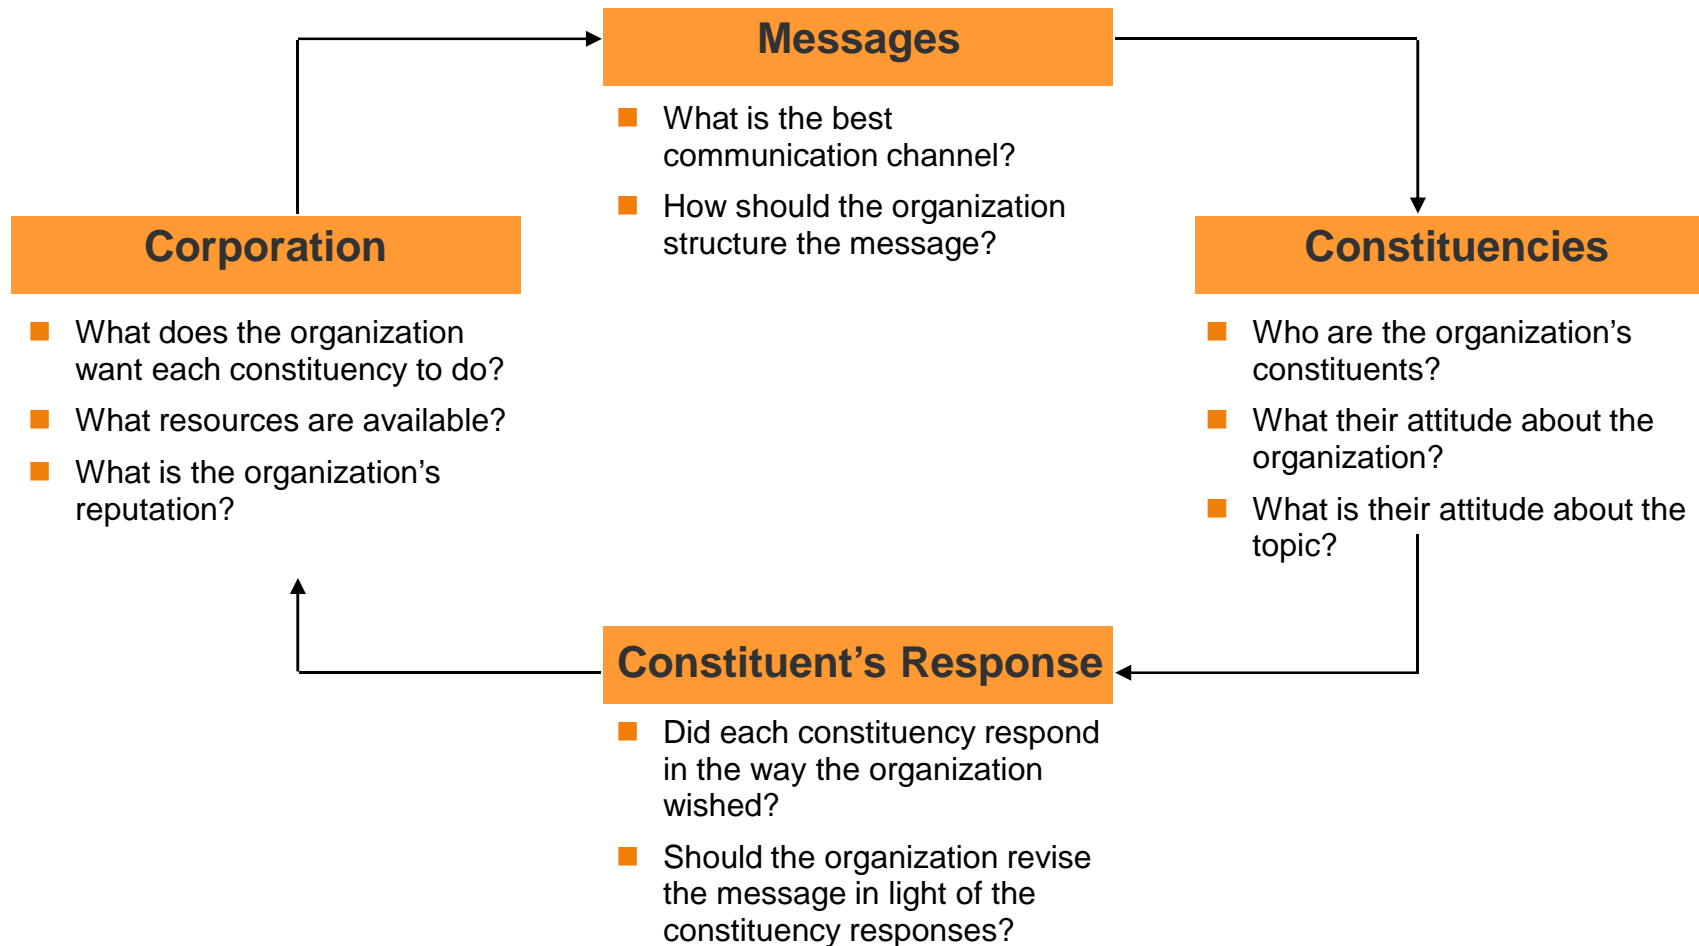 Messages
What is the best
communication channel?
How should the organization
structure the message?
Corporation
What does the organization
want each constituency to do?
What resources are available?
What is the organization’s
reputation?
Constituencies
Who are the organization’s
constituents?
What their attitude about the
organization?
What is their attitude about the
topic?
Constituent’s Response
Did each constituency respond
in the way the organization
wished?
Should the organization revise
the message in light of the
constituency responses?